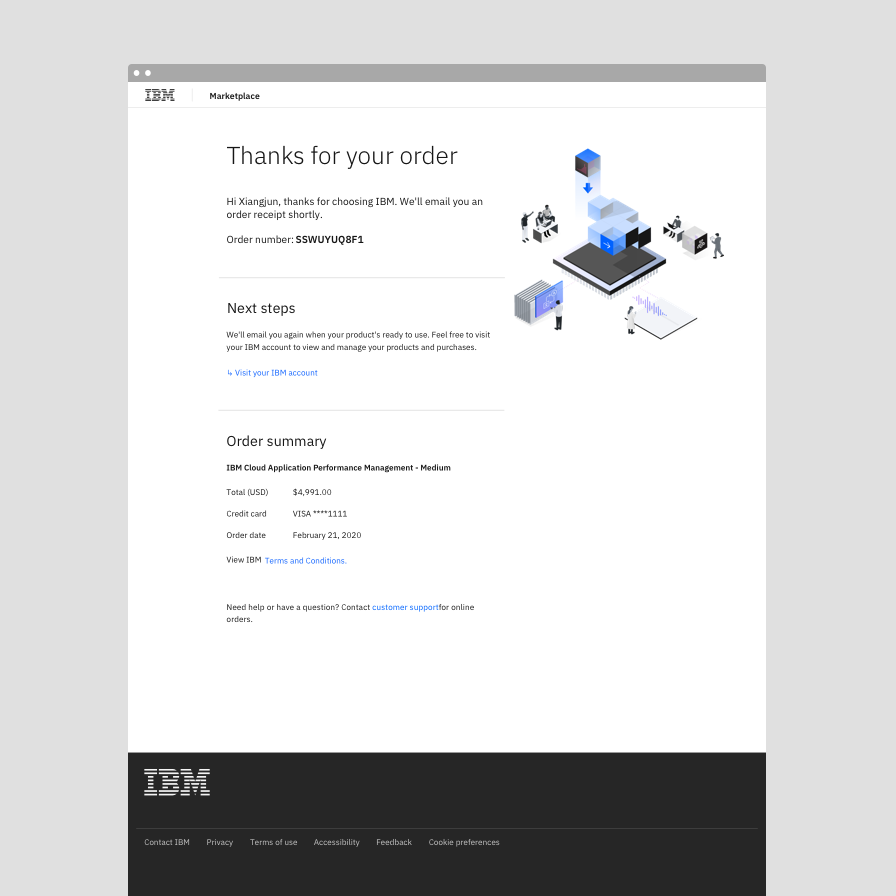 IBM
Marketplace
Thanks for your order
Hi Xiangjun, thanks for choosing IBM. We'll email you an
order receipt shortly.
Order number: SSWUYUQ8F1
Next steps
We'll email you again when your product's ready to use. Feel free to visit
your IBM account to view and manage your products and purchases.
↳ Visit your IBM account
Order summary
IBM Cloud Application Performance Management - Medium
Total (USD) $4,991.00
Credit card VISA ****1111
Order date February 21, 2020
View IBM Terms and Conditions.
Need help or have a question? Contact customer supportfor online
orders.
IBM
Contact IBM Privacy Terms of use Accessibility Feedback Cookie preferences